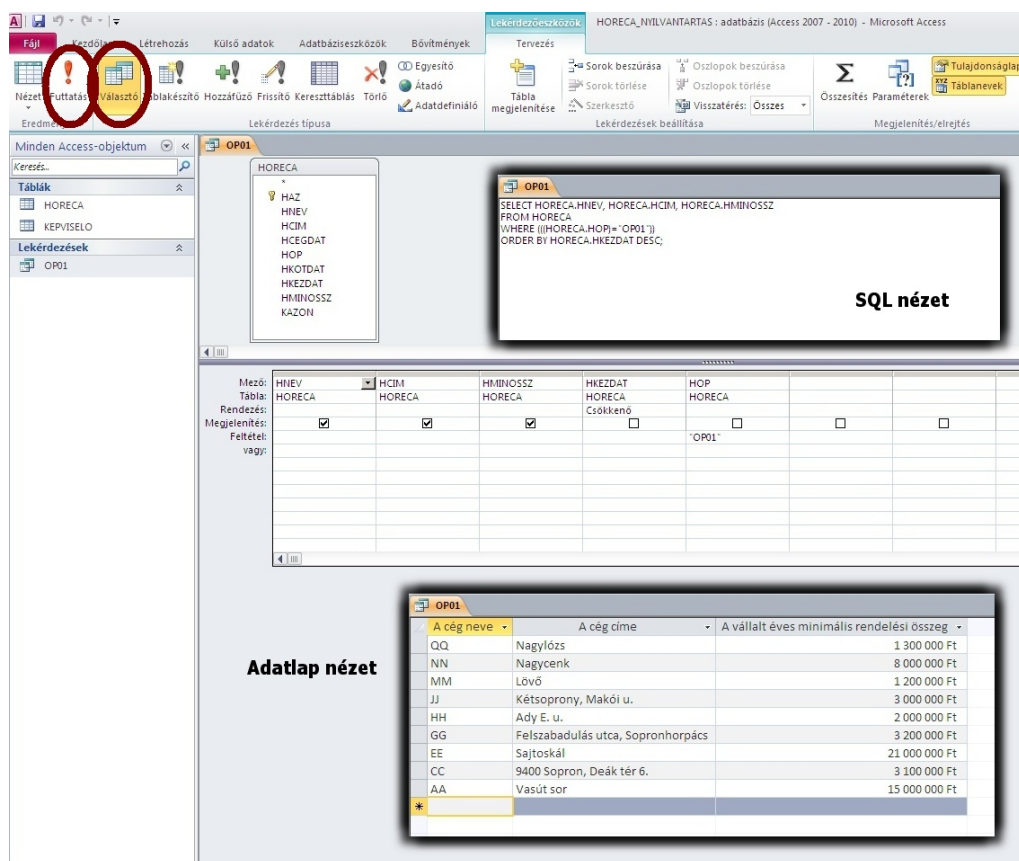 Lekérdezőeszközök HORECA_NYILVANTARTAS : adatbázis (Access 2007 - 2010) - Microsoft Access
Fájl Kezdőlap Létrehozás Külső adatok Adatbáziseszközök Bővítmények Tervezés
Nézet Futtatás Választó Táblakészítő Hozzáfűző Frissítő Kereszttáblás Törlő
Egyesítő
Átadó
Adatdefiniáló
Tábla
megjelenítése
Sorok beszúrása
Sorok törlése
Szerkesztő
Oszlopok beszúrása
Oszlopok törlése
Visszatérés: Összes
Összesítés Paraméterek
Tulajdonságlap
Táblanevek
Lekérdezés típusa Lekérdezések beállítása Megjelenítés/elrejtés
Minden Access-objektum
Keresés...
Táblák
HORECA
KEPVISELO
Lekérdezések
OP01
OP01
HORECA
*
HAZ
HNEV
HCIM
HCEGDAT
HOP
HKOTDAT
HKEZDAT
HMINOSSZ
KAZON
OP01
SELECT HORECA.HNEV, HORECA.HCIM, HORECA.HMINOSSZ
FROM HORECA
WHERE (((HORECA.HOP)="OP01"))
ORDER BY HORECA.HKEZDAT DESC;
SQL nézet
Mező: HNEV HCIM HMINOSSZ HKEZDAT HOP
Tábla: HORECA HORECA HORECA HORECA HORECA
Rendezés: Csökkenő
Megjelenítés:
Feltétel: "OP01"
vagy:
Adatlap nézet
OP01
A cég neve A cég címe A vállalt éves minimális rendelési összeg
QQ Nagylózs 1 300 000 Ft
NN Nagycenk 8 000 000 Ft
MM Lövő 1 200 000 Ft
JJ Kétsoprony, Makói u. 3 000 000 Ft
HH Ady E. u. 2 000 000 Ft
GG Felszabadulás utca, Sopronhorpács 3 200 000 Ft
EE Sajtoskál 21 000 000 Ft
CC 9400 Sopron, Deák tér 6. 3 100 000 Ft
AA Vasút sor 15 000 000 Ft